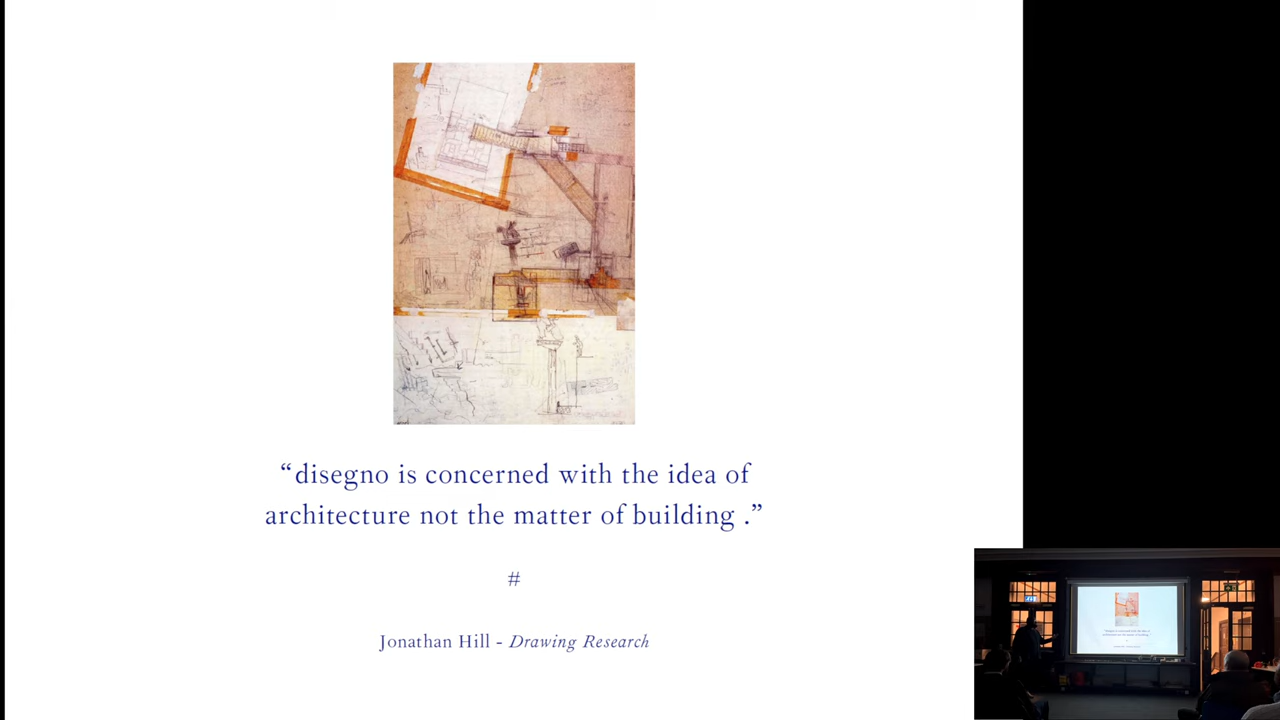 “disegno is concerned with the idea of
architecture not the matter of building .”
#
Jonathan Hill - Drawing Research